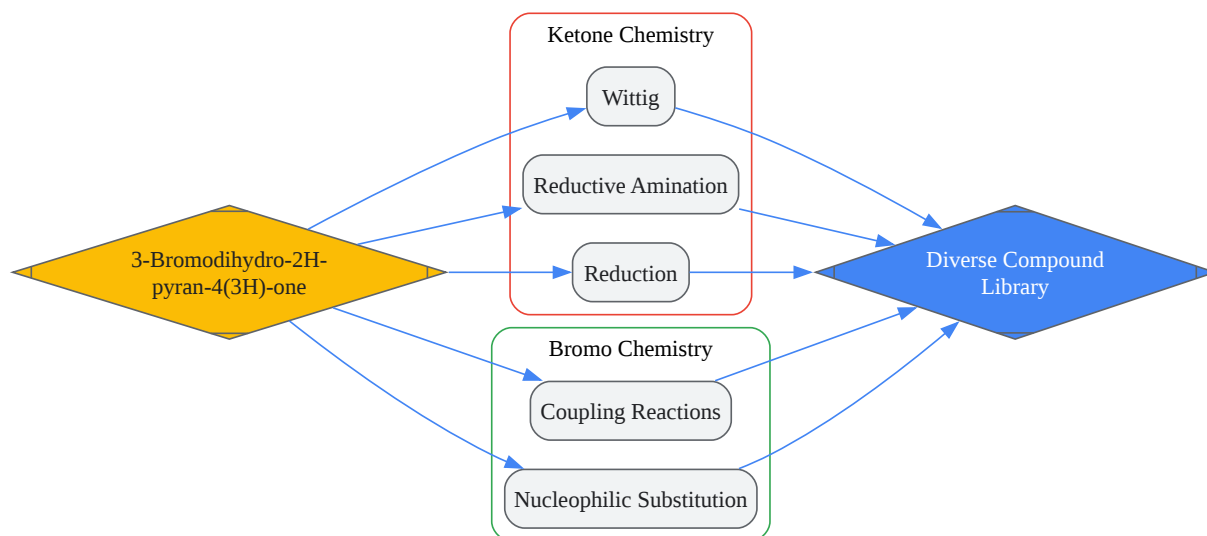 Ketone Chemistry
Wittig
Reductive Amination
Reduction
3-Bromodihydro-2H-
pyran-4(3H)-one
Diverse Compound
Library
Bromo Chemistry
Coupling Reactions
Nucleophilic Substitution